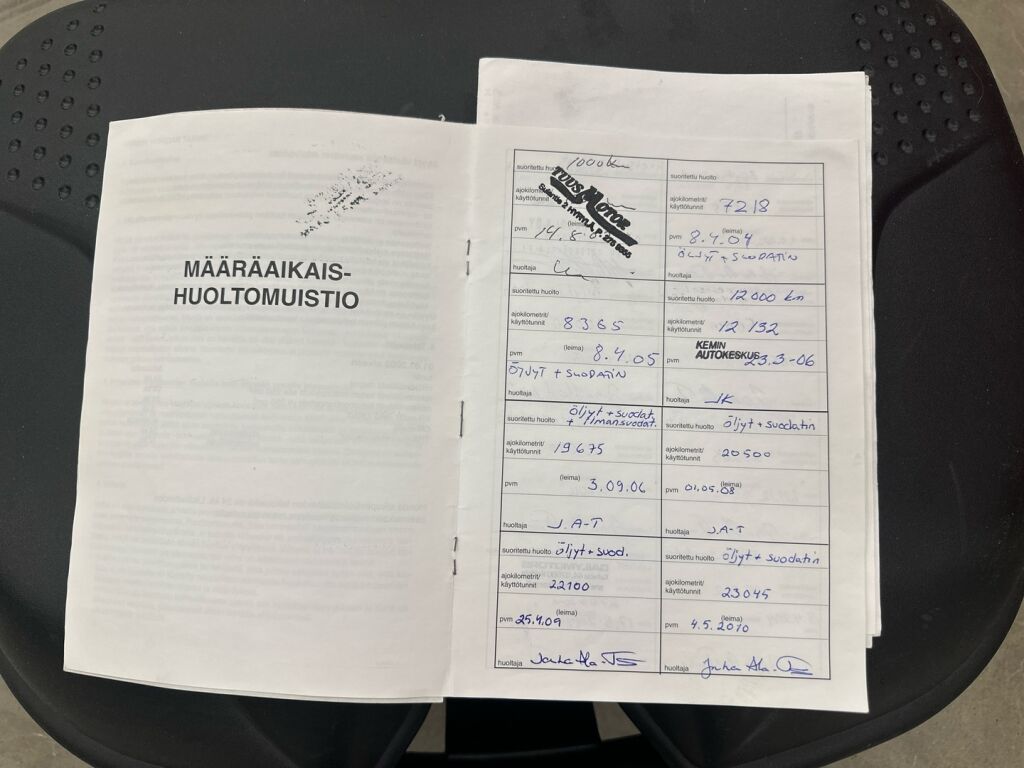 MÄÄRÄAIKAIS-
HUOLTOMUISTIO
suoritettu huolto 1000 km
ajokilometrit/
käyttötunnit
TUUS MOTOR
HYRYLÄ, P.
(leima)
pvm 14.8
huoltaja
suoritettu huolto
ajokilometrit/
käyttötunnit 7218
(leima)
pvm 8.4.04
ÖLJYT + SUODATIN
huoltaja
suoritettu huolto
ajokilometrit/
käyttötunnit 8365
(leima)
pvm 8.4.05
ÖLJYT + SUODATIN
huoltaja
suoritettu huolto 12000 km
ajokilometrit/
käyttötunnit 12 132
KEMIN
AUTOKESKUS
pvm 23.3-06
huoltaja JK
suoritettu huolto öljyt + suodat.
+ ilmansuodat.
ajokilometrit/
käyttötunnit 19675
(leima)
pvm 3.09.06
huoltaja J.A-T
suoritettu huolto öljyt + suodatin
ajokilometrit/
käyttötunnit 20500
(leima)
pvm 01.05.08
huoltaja J.A-T
suoritettu huolto öljyt + suod.
ajokilometrit/
käyttötunnit 22100
(leima)
pvm 25.4.09
huoltaja
suoritettu huolto öljyt + suodatin
ajokilometrit/
käyttötunnit 23045
(leima)
pvm 4.5.2010
huoltaja